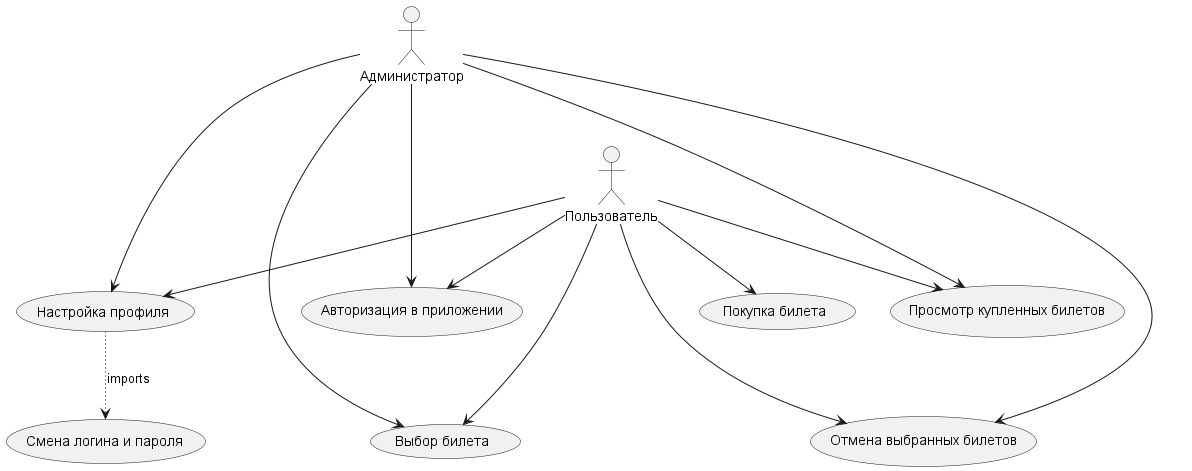 Администратор
Пользователь
Настройка профиля
Авторизация в приложении
Покупка билета
Просмотр купленных билетов
imports
Смена логина и пароля
Выбор билета
Отмена выбранных билетов